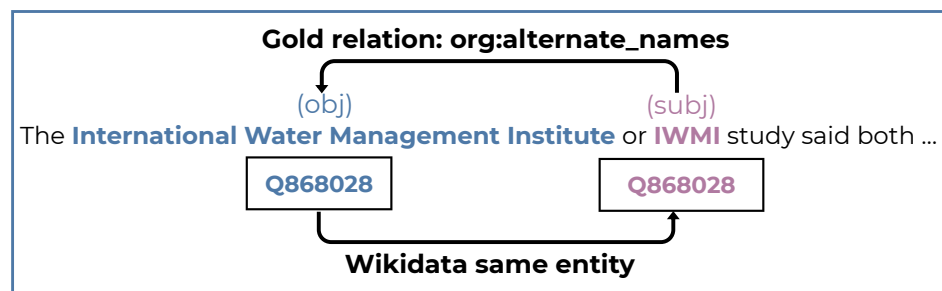 Gold relation: org:alternate_names
(obj) (subj)
The International Water Management Institute or IWMI study said both ...
Q868028 Q868028
Wikidata same entity